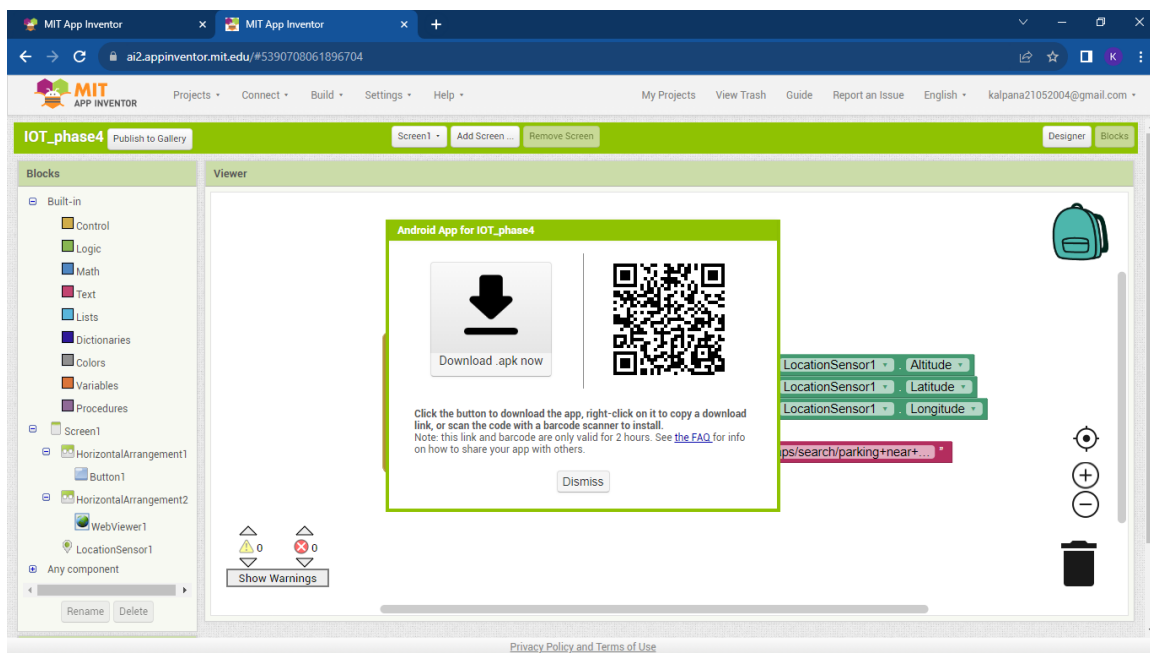 MIT App Inventor
MIT App Inventor
ai2.appinventor.mit.edu/#5390708061896704
K
MIT
APP INVENTOR
Projects
Connect
Build
Settings
Help
My Projects
View Trash
Guide
Report an Issue
English
kalpana21052004@gmail.com
IOT_phase4
Publish to Gallery
Screen1
Add Screen ...
Remove Screen
Designer
Blocks
Blocks
Viewer
Built-in
Control
Logic
Math
Text
Lists
Dictionaries
Colors
Variables
Procedures
Screen1
HorizontalArrangement1
Button1
HorizontalArrangement2
WebViewer1
LocationSensor1
Any component
Rename
Delete
Android App for IOT_phase4
Download .apk now
Click the button to download the app, right-click on it to copy a download
link, or scan the code with a barcode scanner to install.
Note: this link and barcode are only valid for 2 hours. See the FAQ for info
on how to share your app with others.
Dismiss
LocationSensor1 . Altitude
LocationSensor1 . Latitude
LocationSensor1 . Longitude
ps/search/parking+near+... "
0
0
Show Warnings
Privacy Policy and Terms of Use